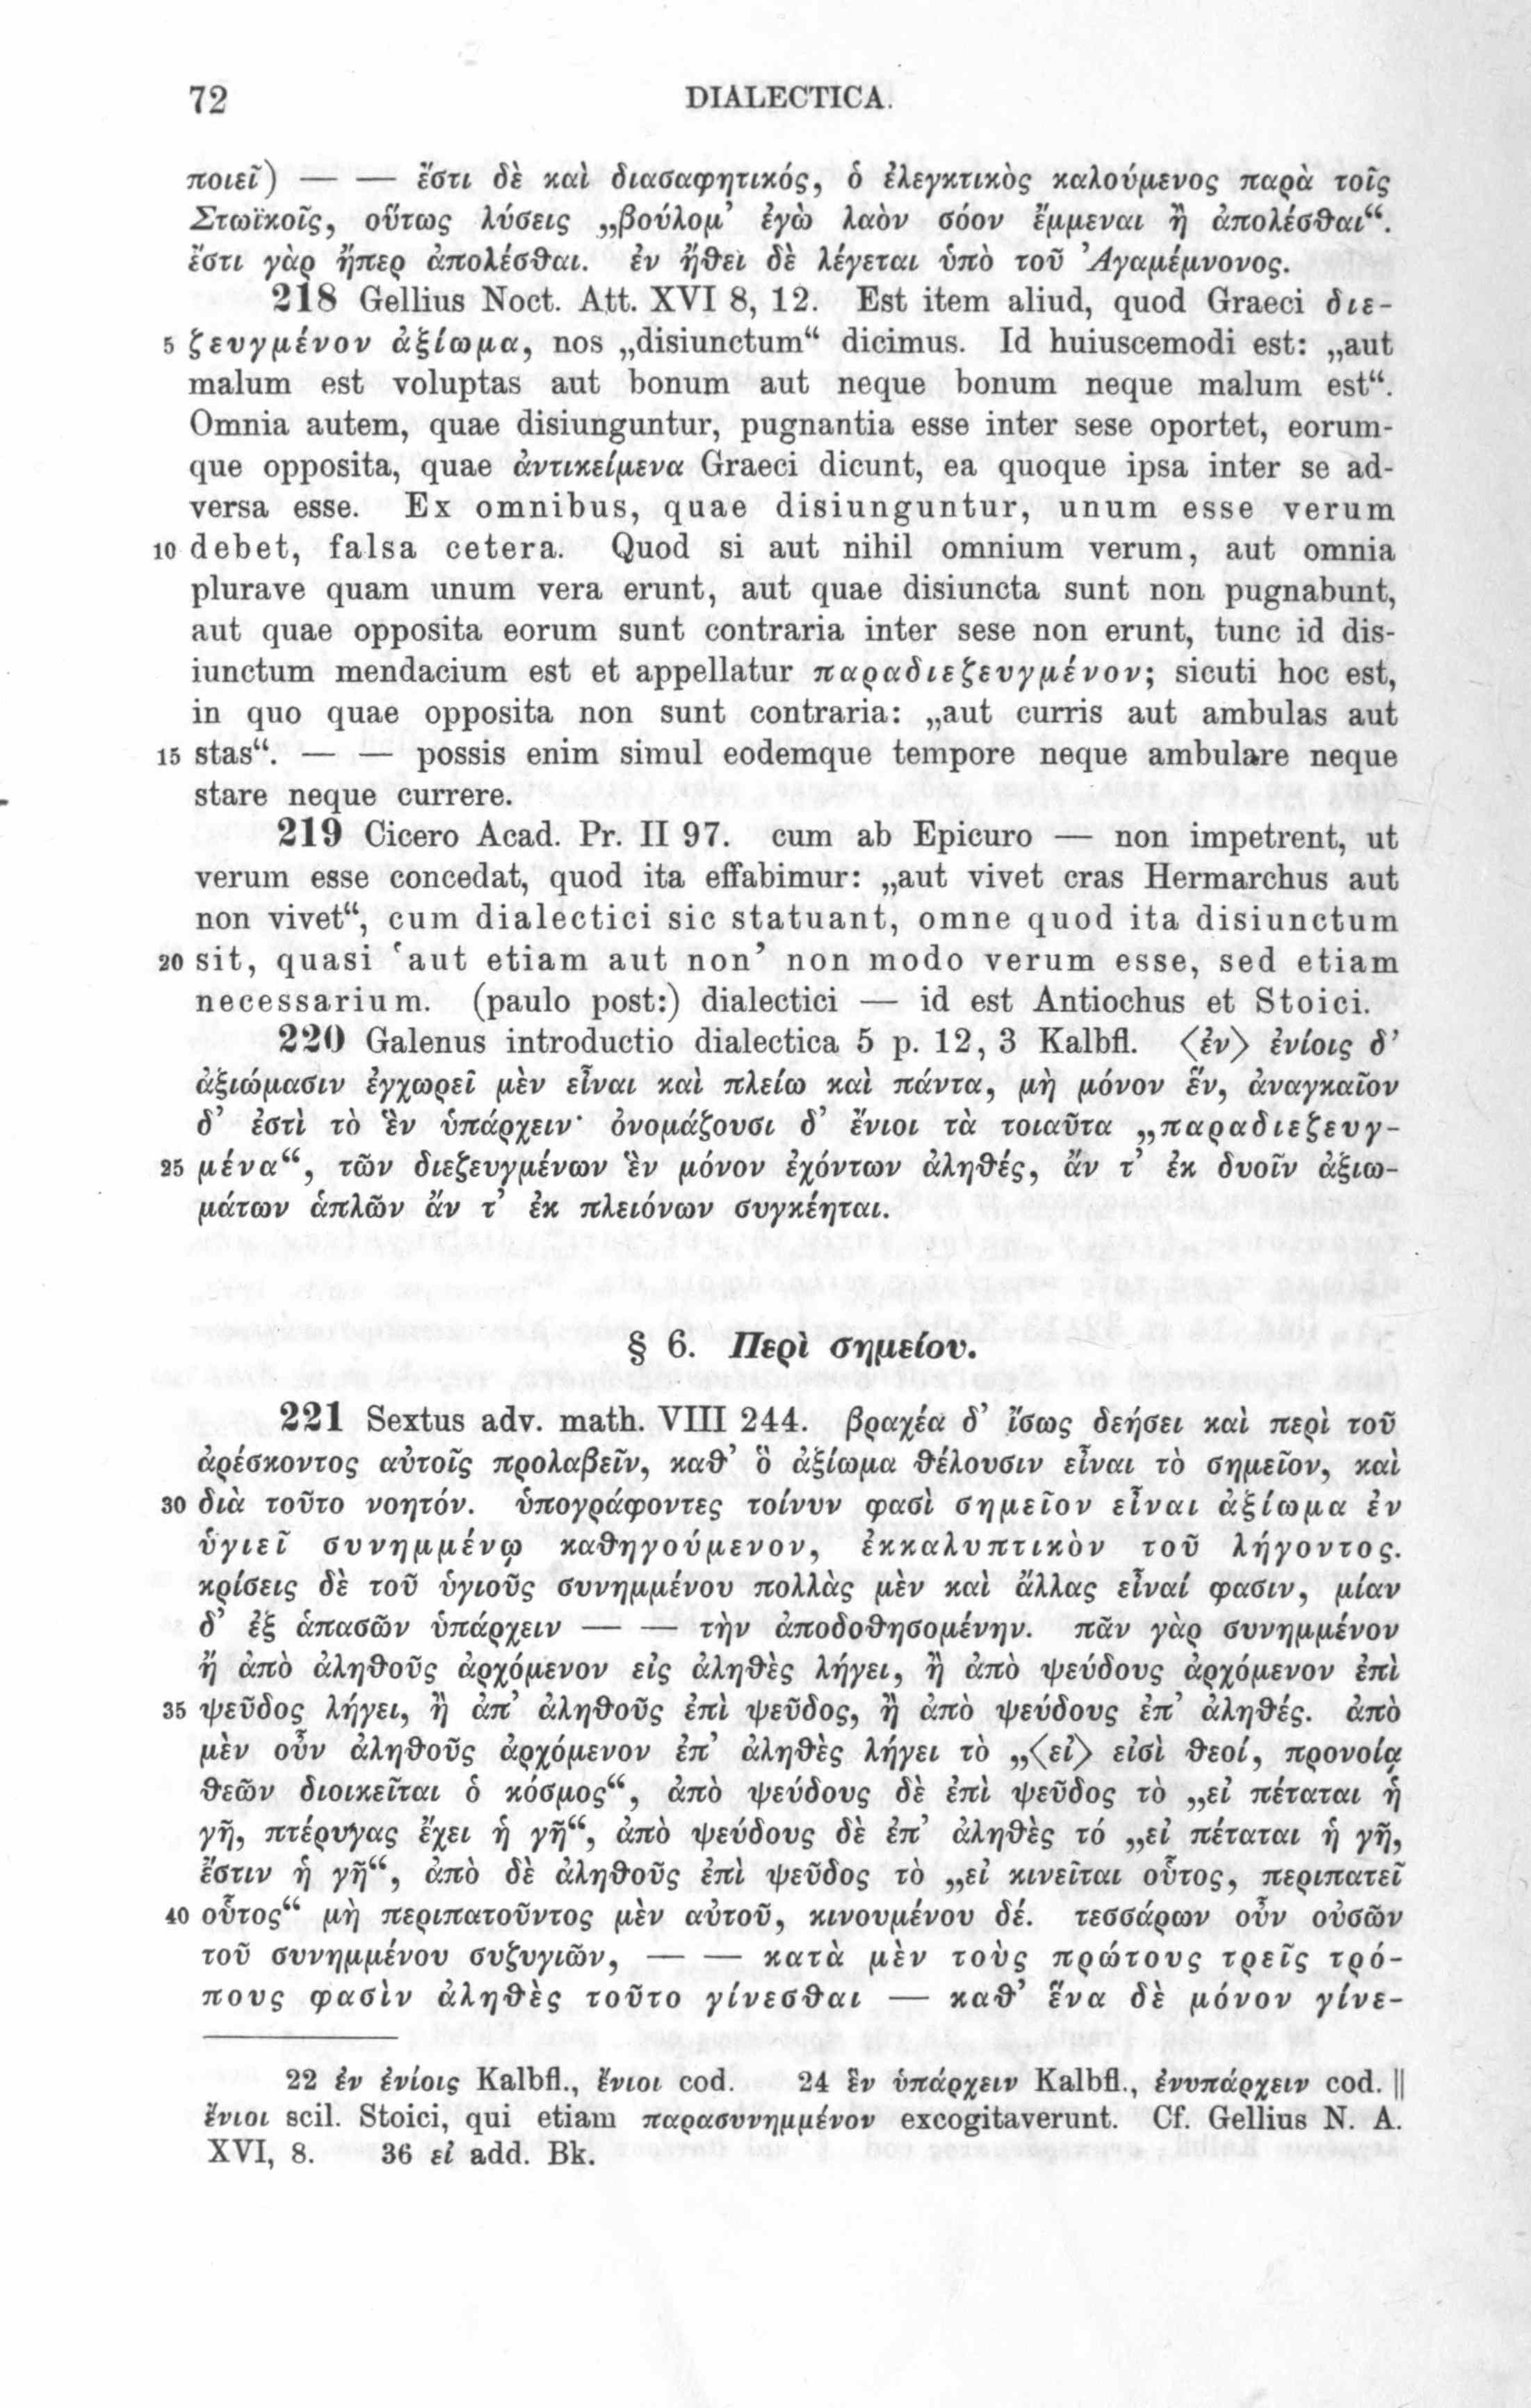 72 DIALECTICA.
ποιεῖ) — — ἔστι δὲ καὶ διασαφητικός, ὁ ἐλεγκτικὸς καλούμενος παρὰ τοῖς
Στωϊκοῖς, οὕτως λύσεις „βούλομ’ ἐγὼ λαὸν σόον ἔμμεναι ἢ ἀπολέσθαι“.
ἔστι γὰρ ἤπερ ἀπολέσθαι. ἐν ἤθει δὲ λέγεται ὑπὸ τοῦ Ἀγαμέμνονος.
218 Gellius Noct. Att. XVI 8, 12. Est item aliud, quod Graeci διε-
5 ζευγμένον ἀξίωμα, nos „disiunctum“ dicimus. Id huiuscemodi est: „aut
malum est voluptas aut bonum aut neque bonum neque malum est“.
Omnia autem, quae disiunguntur, pugnantia esse inter sese oportet, eorum-
que opposita, quae ἀντικείμενα Graeci dicunt, ea quoque ipsa inter se ad-
versa esse. Ex omnibus, quae disiunguntur, unum esse verum
10 debet, falsa cetera. Quod si aut nihil omnium verum, aut omnia
plurave quam unum vera erunt, aut quae disiuncta sunt non pugnabunt,
aut quae opposita eorum sunt contraria inter sese non erunt, tunc id dis-
iunctum mendacium est et appellatur παραδιεζευγμένον; sicuti hoc est,
in quo quae opposita non sunt contraria: „aut curris aut ambulas aut
15 stas“. — — possis enim simul eodemque tempore neque ambulare neque
stare neque currere.
219 Cicero Acad. Pr. II 97. cum ab Epicuro — non impetrent, ut
verum esse concedat, quod ita effabimur: „aut vivet cras Hermarchus aut
non vivet“, cum dialectici sic statuant, omne quod ita disiunctum
20 sit, quasi ‘aut etiam aut non’ non modo verum esse, sed etiam
necessarium. (paulo post:) dialectici — id est Antiochus et Stoici.
220 Galenus introductio dialectica 5 p. 12, 3 Kalbfl. 〈ἐν〉 ἐνίοις δ’
ἀξιώμασιν ἐγχωρεῖ μὲν εἶναι καὶ πλείω καὶ πάντα, μὴ μόνον ἕν, ἀναγκαῖον
δ’ ἐστὶ τὸ ἓν ὑπάρχειν· ὀνομάζουσι δ’ ἔνιοι τὰ τοιαῦτα „παραδιεζευγ-
25 μένα“, τῶν διεζευγμένων ἓν μόνον ἐχόντων ἀληθές, ἄν τ’ ἐκ δυοῖν ἀξιω-
μάτων ἁπλῶν ἄν τ’ ἐκ πλειόνων συγκέηται.
§ 6. Περὶ σημείου.
221 Sextus adv. math. VIII 244. βραχέα δ’ ἴσως δεήσει καὶ περὶ τοῦ
ἀρέσκοντος αὐτοῖς προλαβεῖν, καθ’ ὃ ἀξίωμα θέλουσιν εἶναι τὸ σημεῖον, καὶ
30 διὰ τοῦτο νοητόν. ὑπογράφοντες τοίνυν φασὶ σημεῖον εἶναι ἀξίωμα ἐν
ὑγιεῖ συνημμένῳ καθηγούμενον, ἐκκαλυπτικὸν τοῦ λήγοντος.
κρίσεις δὲ τοῦ ὑγιοῦς συνημμένου πολλὰς μὲν καὶ ἄλλας εἶναί φασιν, μίαν
δ’ ἐξ ἁπασῶν ὑπάρχειν — — τὴν ἀποδοθησομένην. πᾶν γὰρ συνημμένον
ἢ ἀπὸ ἀληθοῦς ἀρχόμενον εἰς ἀληθὲς λήγει, ἢ ἀπὸ ψεύδους ἀρχόμενον ἐπὶ
35 ψεῦδος λήγει, ἢ ἀπ’ ἀληθοῦς ἐπὶ ψεῦδος, ἢ ἀπὸ ψεύδους ἐπ’ ἀληθές. ἀπὸ
μὲν οὖν ἀληθοῦς ἀρχόμενον ἐπ’ ἀληθὲς λήγει τὸ „〈εἰ〉 εἰσὶ θεοί, προνοίᾳ
θεῶν διοικεῖται ὁ κόσμος“, ἀπὸ ψεύδους δὲ ἐπὶ ψεῦδος τὸ „εἰ πέταται ἡ
γῆ, πτέρυγας ἔχει ἡ γῆ“, ἀπὸ ψεύδους δὲ ἐπ’ ἀληθὲς τό „εἰ πέταται ἡ γῆ,
ἔστιν ἡ γῆ“, ἀπὸ δὲ ἀληθοῦς ἐπὶ ψεῦδος τὸ „εἰ κινεῖται οὗτος, περιπατεῖ
40 οὗτος“ μὴ περιπατοῦντος μὲν αὐτοῦ, κινουμένου δέ. τεσσάρων οὖν οὐσῶν
τοῦ συνημμένου συζυγιῶν, — — κατὰ μὲν τοὺς πρώτους τρεῖς τρό-
πους φασὶν ἀληθὲς τοῦτο γίνεσθαι — καθ’ ἕνα δὲ μόνον γίνε-
22 ἐν ἐνίοις Kalbfl., ἔνιοι cod. 24 ἓν ὑπάρχειν Kalbfl., ἐνυπάρχειν cod. ||
ἔνιοι scil. Stoici, qui etiam παρασυνημμένον excogitaverunt. Cf. Gellius N. A.
XVI, 8. 36 εἰ add. Bk.